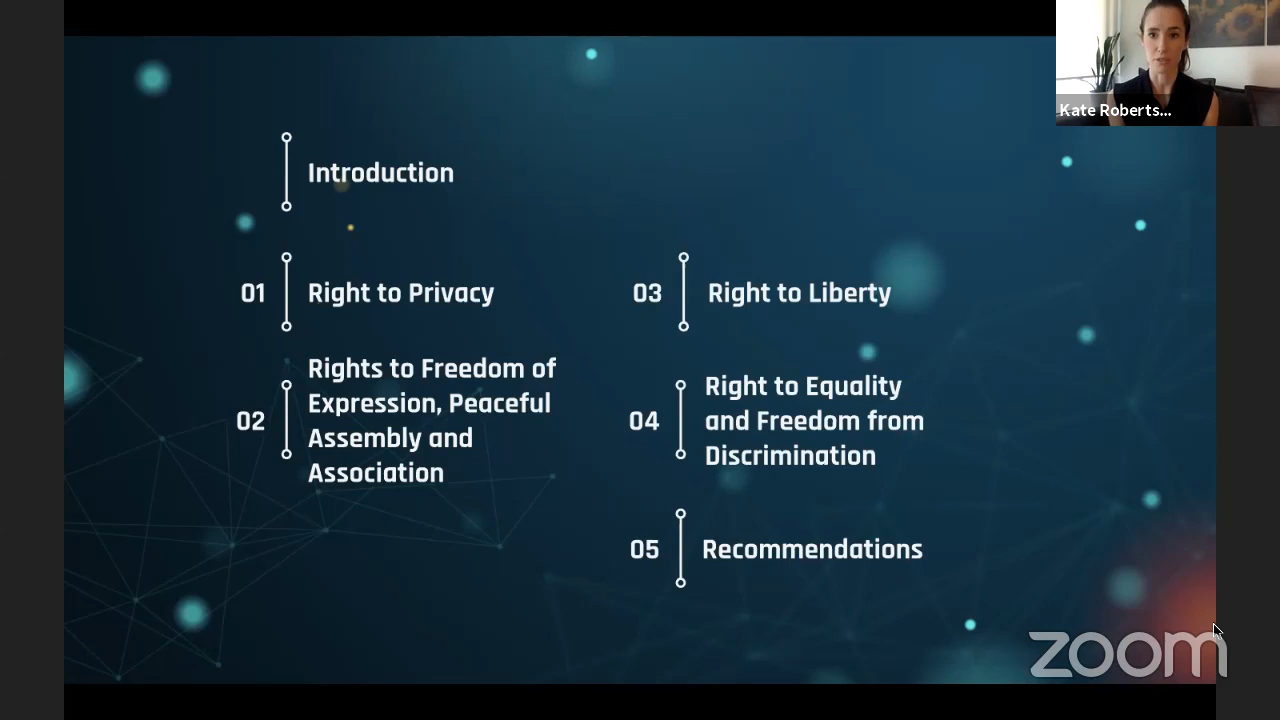 Introduction
01
Right to Privacy
02
Rights to Freedom of
Expression, Peaceful
Assembly and
Association
03
Right to Liberty
04
Right to Equality
and Freedom from
Discrimination
05
Recommendations
Kate Roberts...
zoom